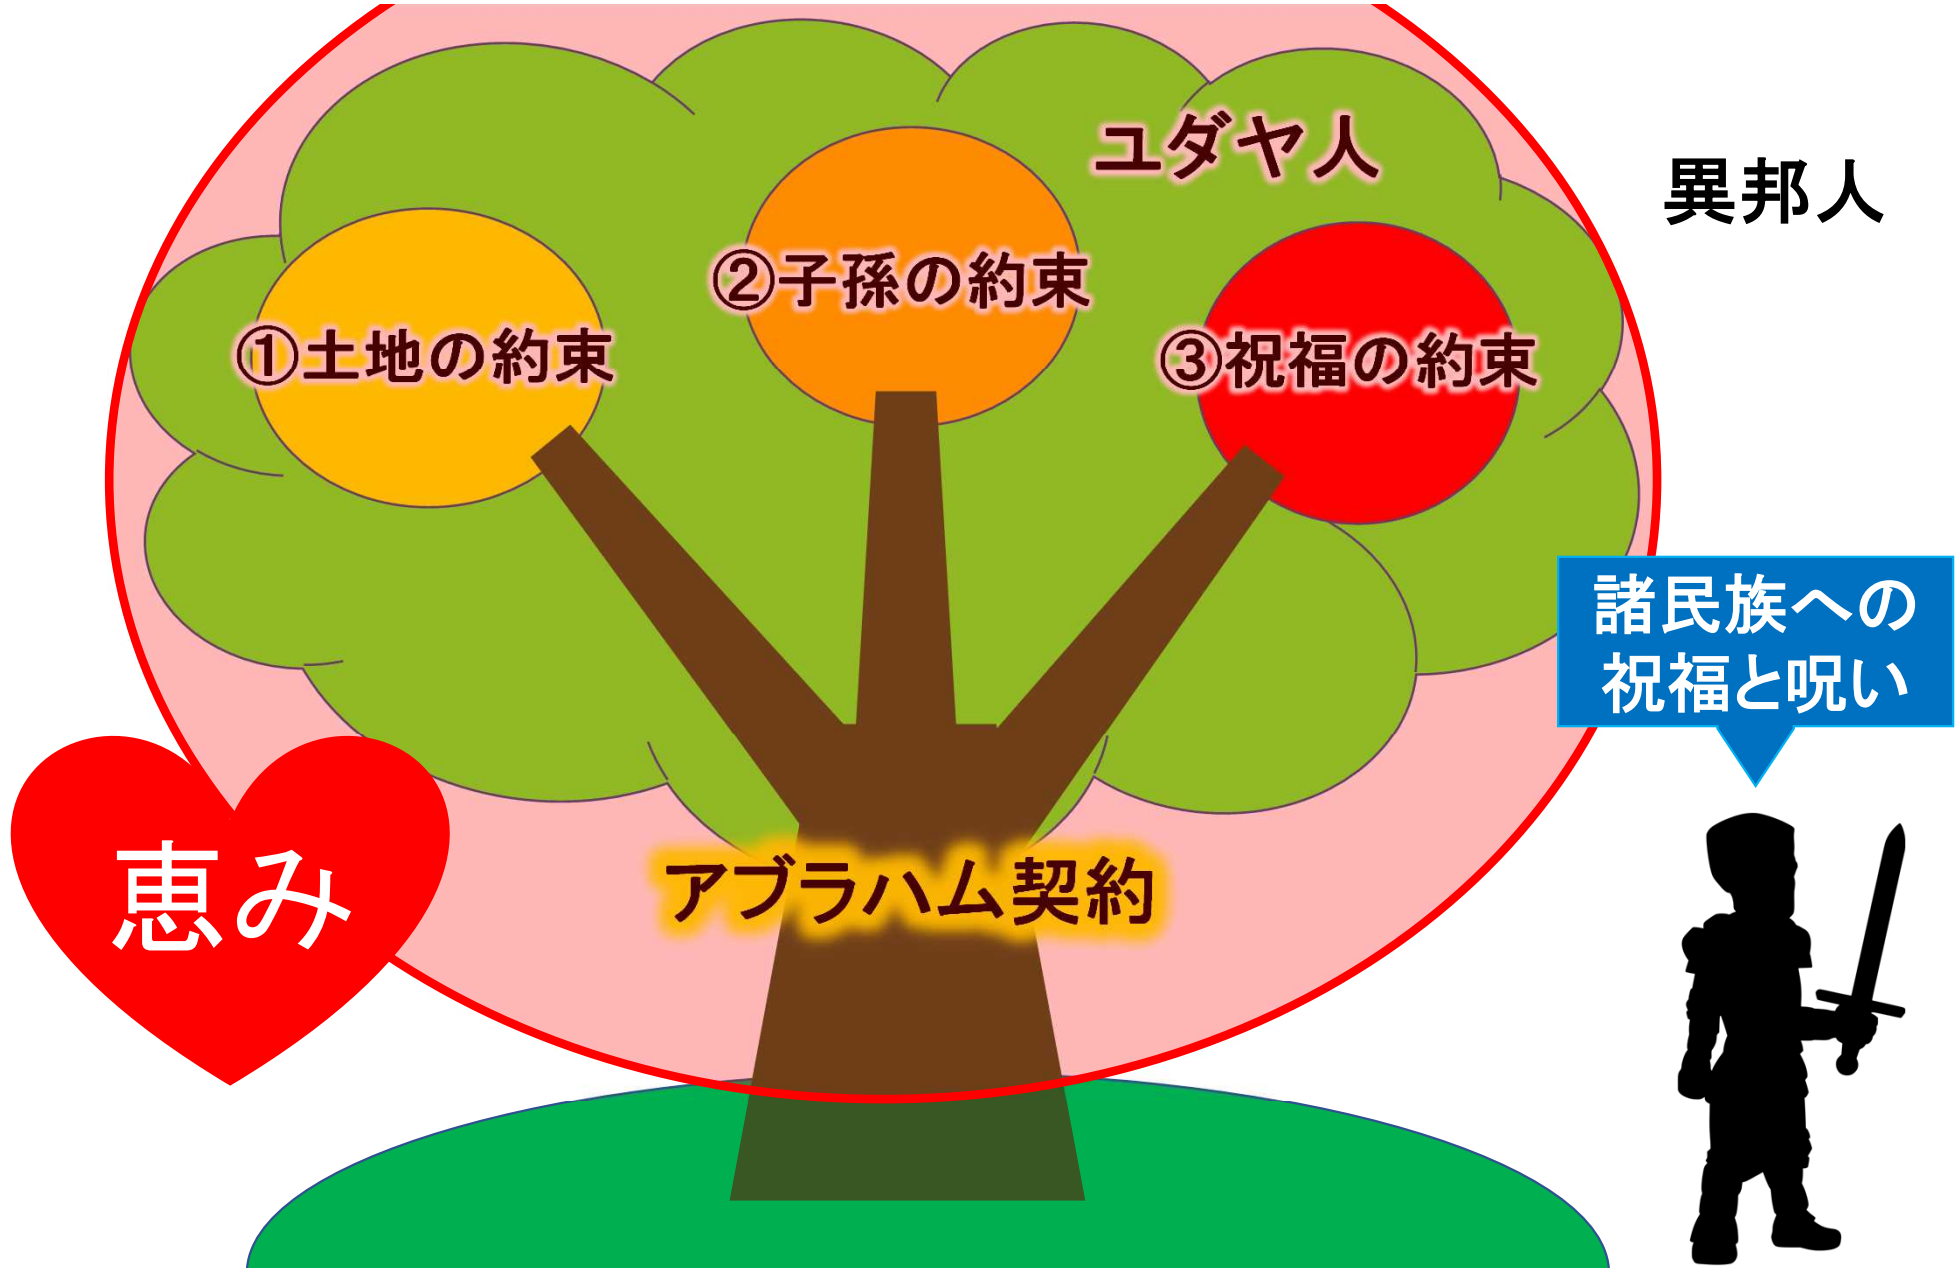 ユダヤ人
異邦人
①土地の約束
②子孫の約束
③祝福の約束
諸民族への
祝福と呪い
恵み
アブラハム契約